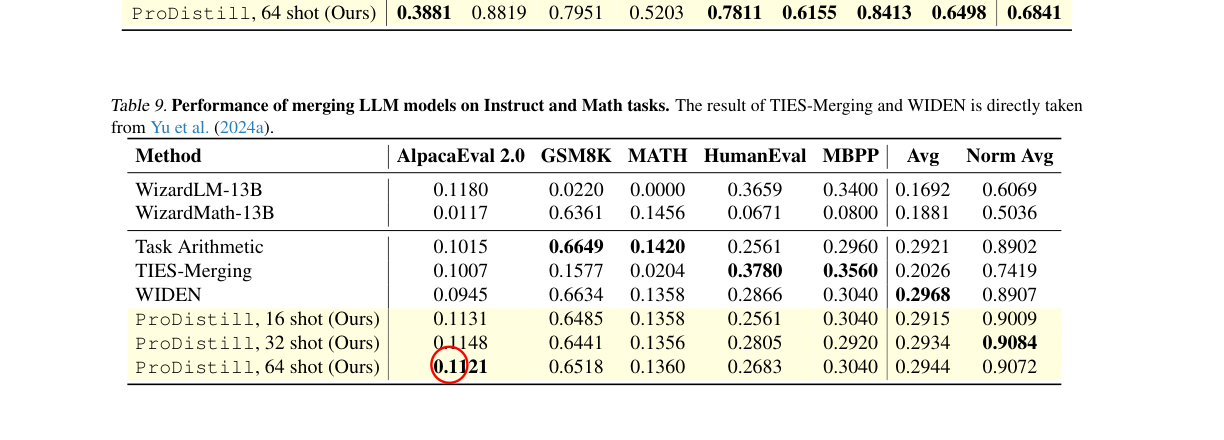 ProDistill, 64 shot (Ours) 0.3881 0.8819 0.7951 0.5203 0.7811 0.6155 0.8413 0.6498 0.6841
Table 9. Performance of merging LLM models on Instruct and Math tasks. The result of TIES-Merging and WIDEN is directly taken
from Yu et al. (2024a).
Method AlpacaEval 2.0 GSM8K MATH HumanEval MBPP Avg Norm Avg
WizardLM-13B 0.1180 0.0220 0.0000 0.3659 0.3400 0.1692 0.6069
WizardMath-13B 0.0117 0.6361 0.1456 0.0671 0.0800 0.1881 0.5036
Task Arithmetic 0.1015 0.6649 0.1420 0.2561 0.2960 0.2921 0.8902
TIES-Merging 0.1007 0.1577 0.0204 0.3780 0.3560 0.2026 0.7419
WIDEN 0.0945 0.6634 0.1358 0.2866 0.3040 0.2968 0.8907
ProDistill, 16 shot (Ours) 0.1131 0.6485 0.1358 0.2561 0.3040 0.2915 0.9009
ProDistill, 32 shot (Ours) 0.1148 0.6441 0.1356 0.2805 0.2920 0.2934 0.9084
ProDistill, 64 shot (Ours) 0.1121 0.6518 0.1360 0.2683 0.3040 0.2944 0.9072